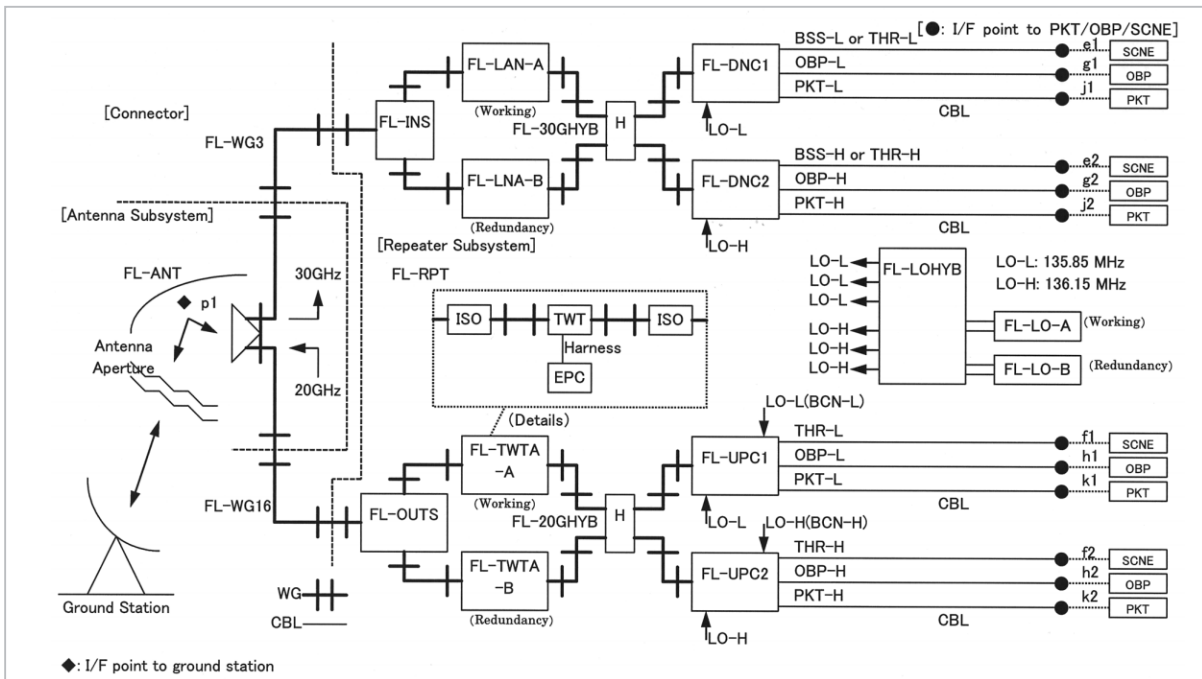 [●: I/F point to PKT/OBP/SCNE]
BSS-L or THR-L
e1
SCNE
FL-LAN-A
FL-DNC1
OBP-L
g1
OBP
PKT-L
j1
PKT
(Working)
[Connector]
FL-INS
FL-30GHYB
H
LO-L
CBL
FL-WG3
BSS-H or THR-H
e2
SCNE
FL-LNA-B
FL-DNC2
OBP-H
g2
OBP
PKT-H
j2
PKT
(Redundancy)
LO-H
CBL
[Antenna Subsystem]
[Repeater Subsystem]
FL-ANT
30GHz
FL-RPT
LO-L
LO-L
LO-L
LO-H
LO-H
LO-H
FL-LOHYB
LO-L: 135.85 MHz
LO-H: 136.15 MHz
FL-LO-A
(Working)
FL-LO-B
(Redundancy)
p1
ISO
TWT
ISO
Harness
EPC
Antenna
Aperture
20GHz
(Details)
LO-L(BCN-L)
THR-L
f1
SCNE
FL-TWTA
-A
FL-UPC1
OBP-L
h1
OBP
PKT-L
k1
PKT
(Working)
FL-WG16
FL-OUTS
FL-20GHYB
H
LO-L
CBL
LO-H(BCN-H)
THR-H
f2
SCNE
FL-TWTA
-B
FL-UPC2
OBP-H
h2
OBP
PKT-H
k2
PKT
(Redundancy)
LO-H
CBL
WG
CBL
Ground Station
◆: I/F point to ground station